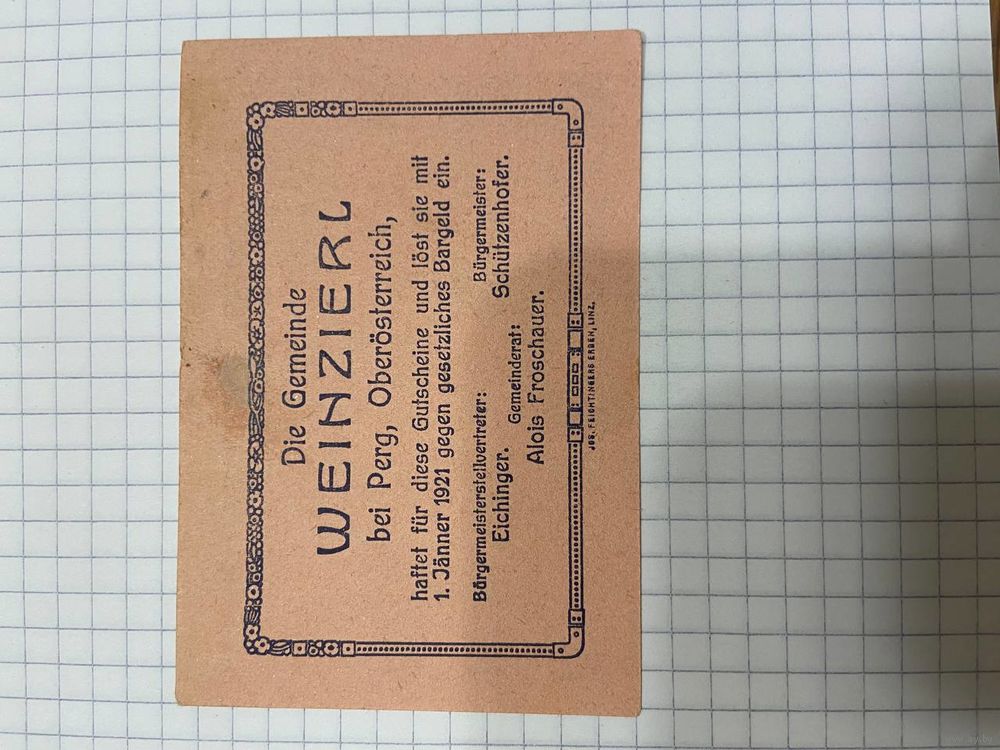 Die Gemeinde
WEINZIERL
bei Perg, Oberösterreich,
haftet für diese Gutscheine und löst sie mit
1. Jänner 1921 gegen gesetzliches Bargeld ein.
Bürgermeisterstellvertreter: Bürgermeister:
Eichinger. Schützenhofer.
Gemeinderat:
Alois Froschauer.
JOS. FEICHTINGERS ERBEN, LINZ.